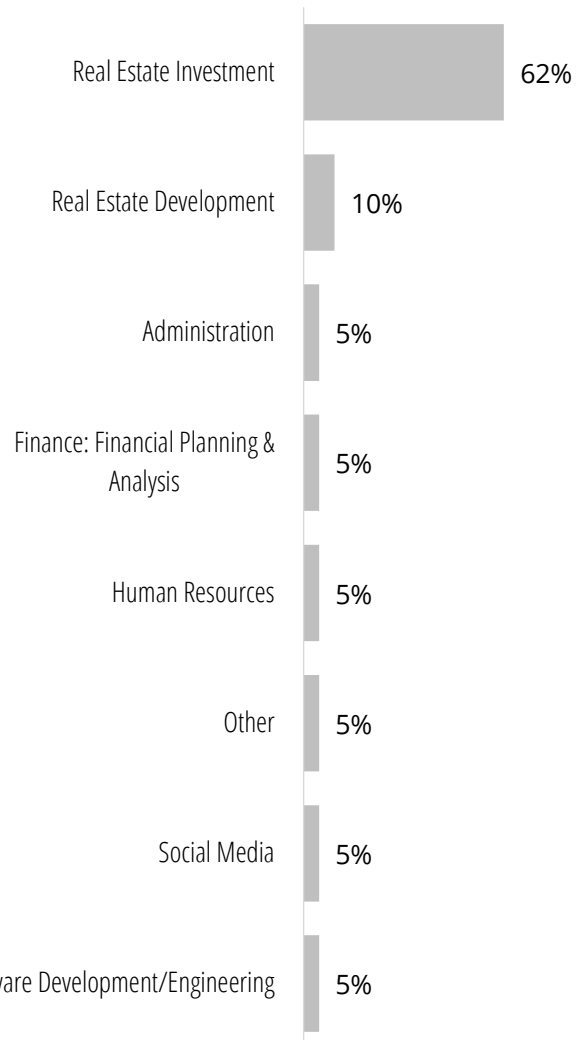 Real Estate Investment 62%
Real Estate Development 10%
Administration 5%
Finance: Financial Planning &
Analysis 5%
Human Resources 5%
Other 5%
Social Media 5%
Development/Engineering 5%